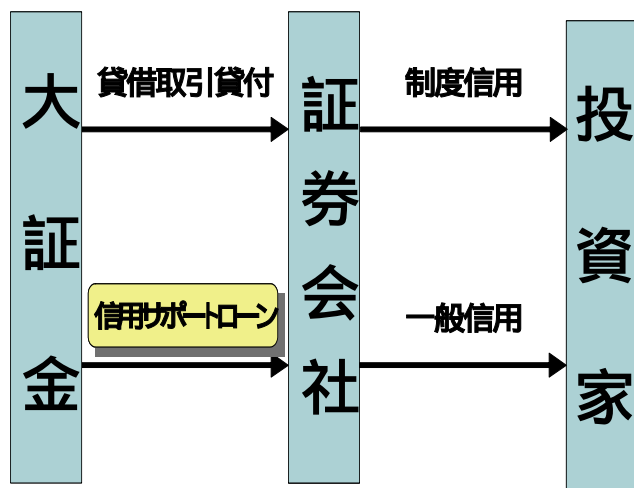 大証金
貸借取引貸付
信用サポートローン
証券会社
制度信用
一般信用
投資家